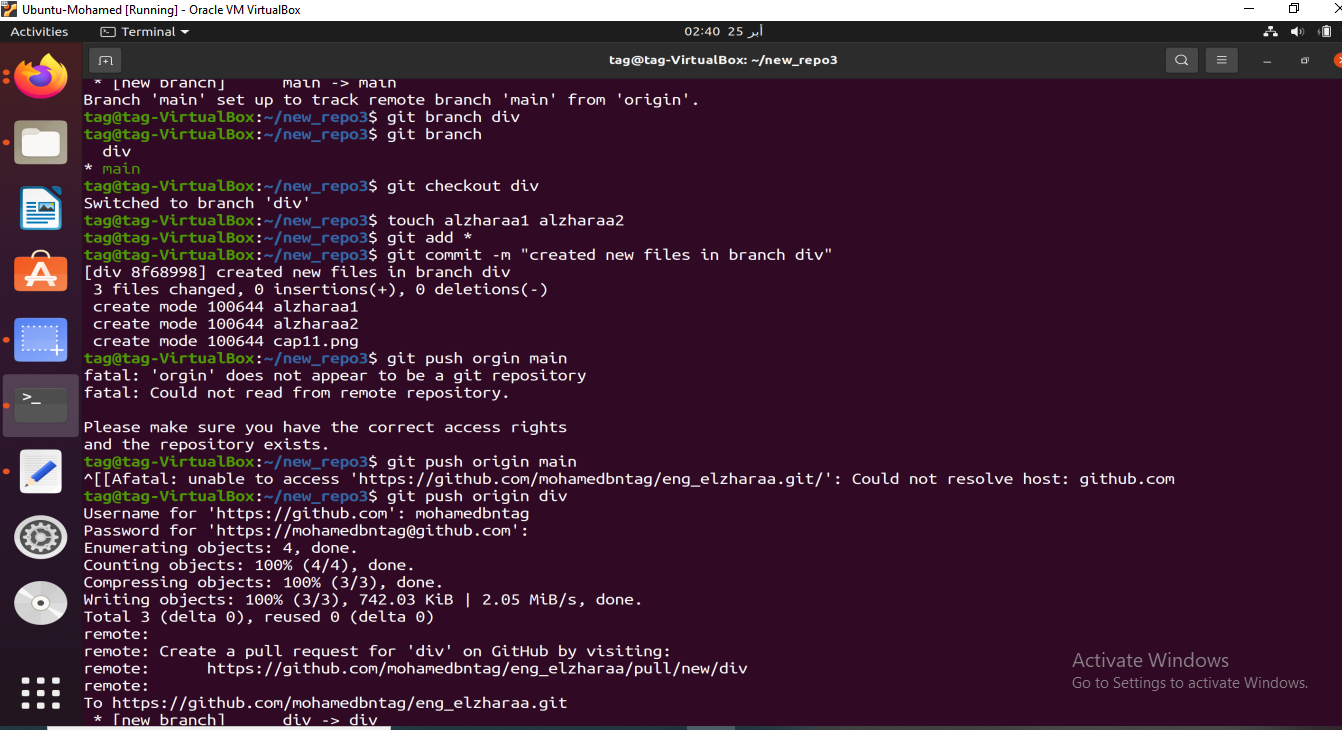 Ubuntu-Mohamed [Running] - Oracle VM VirtualBox
Activities
Terminal
02:40 أبر 25
tag@tag-VirtualBox: ~/new_repo3
* [new branch]      main -> main
Branch 'main' set up to track remote branch 'main' from 'origin'.
tag@tag-VirtualBox:~/new_repo3$ git branch div
tag@tag-VirtualBox:~/new_repo3$ git branch
  div
* main
tag@tag-VirtualBox:~/new_repo3$ git checkout div
Switched to branch 'div'
tag@tag-VirtualBox:~/new_repo3$ touch alzharaa1 alzharaa2
tag@tag-VirtualBox:~/new_repo3$ git add *
tag@tag-VirtualBox:~/new_repo3$ git commit -m "created new files in branch div"
[div 8f68998] created new files in branch div
 3 files changed, 0 insertions(+), 0 deletions(-)
 create mode 100644 alzharaa1
 create mode 100644 alzharaa2
 create mode 100644 cap11.png
tag@tag-VirtualBox:~/new_repo3$ git push orgin main
fatal: 'orgin' does not appear to be a git repository
fatal: Could not read from remote repository.
Please make sure you have the correct access rights
and the repository exists.
tag@tag-VirtualBox:~/new_repo3$ git push origin main
^[[Afatal: unable to access 'https://github.com/mohamedbntag/eng_elzharaa.git/': Could not resolve host: github.com
tag@tag-VirtualBox:~/new_repo3$ git push origin div
Username for 'https://github.com': mohamedbntag
Password for 'https://mohamedbntag@github.com':
Enumerating objects: 4, done.
Counting objects: 100% (4/4), done.
Compressing objects: 100% (3/3), done.
Writing objects: 100% (3/3), 742.03 KiB | 2.05 MiB/s, done.
Total 3 (delta 0), reused 0 (delta 0)
remote:
remote: Create a pull request for 'div' on GitHub by visiting:
remote:      https://github.com/mohamedbntag/eng_elzharaa/pull/new/div
remote:
To https://github.com/mohamedbntag/eng_elzharaa.git
 * [new branch]      div -> div
Activate Windows
Go to Settings to activate Windows.